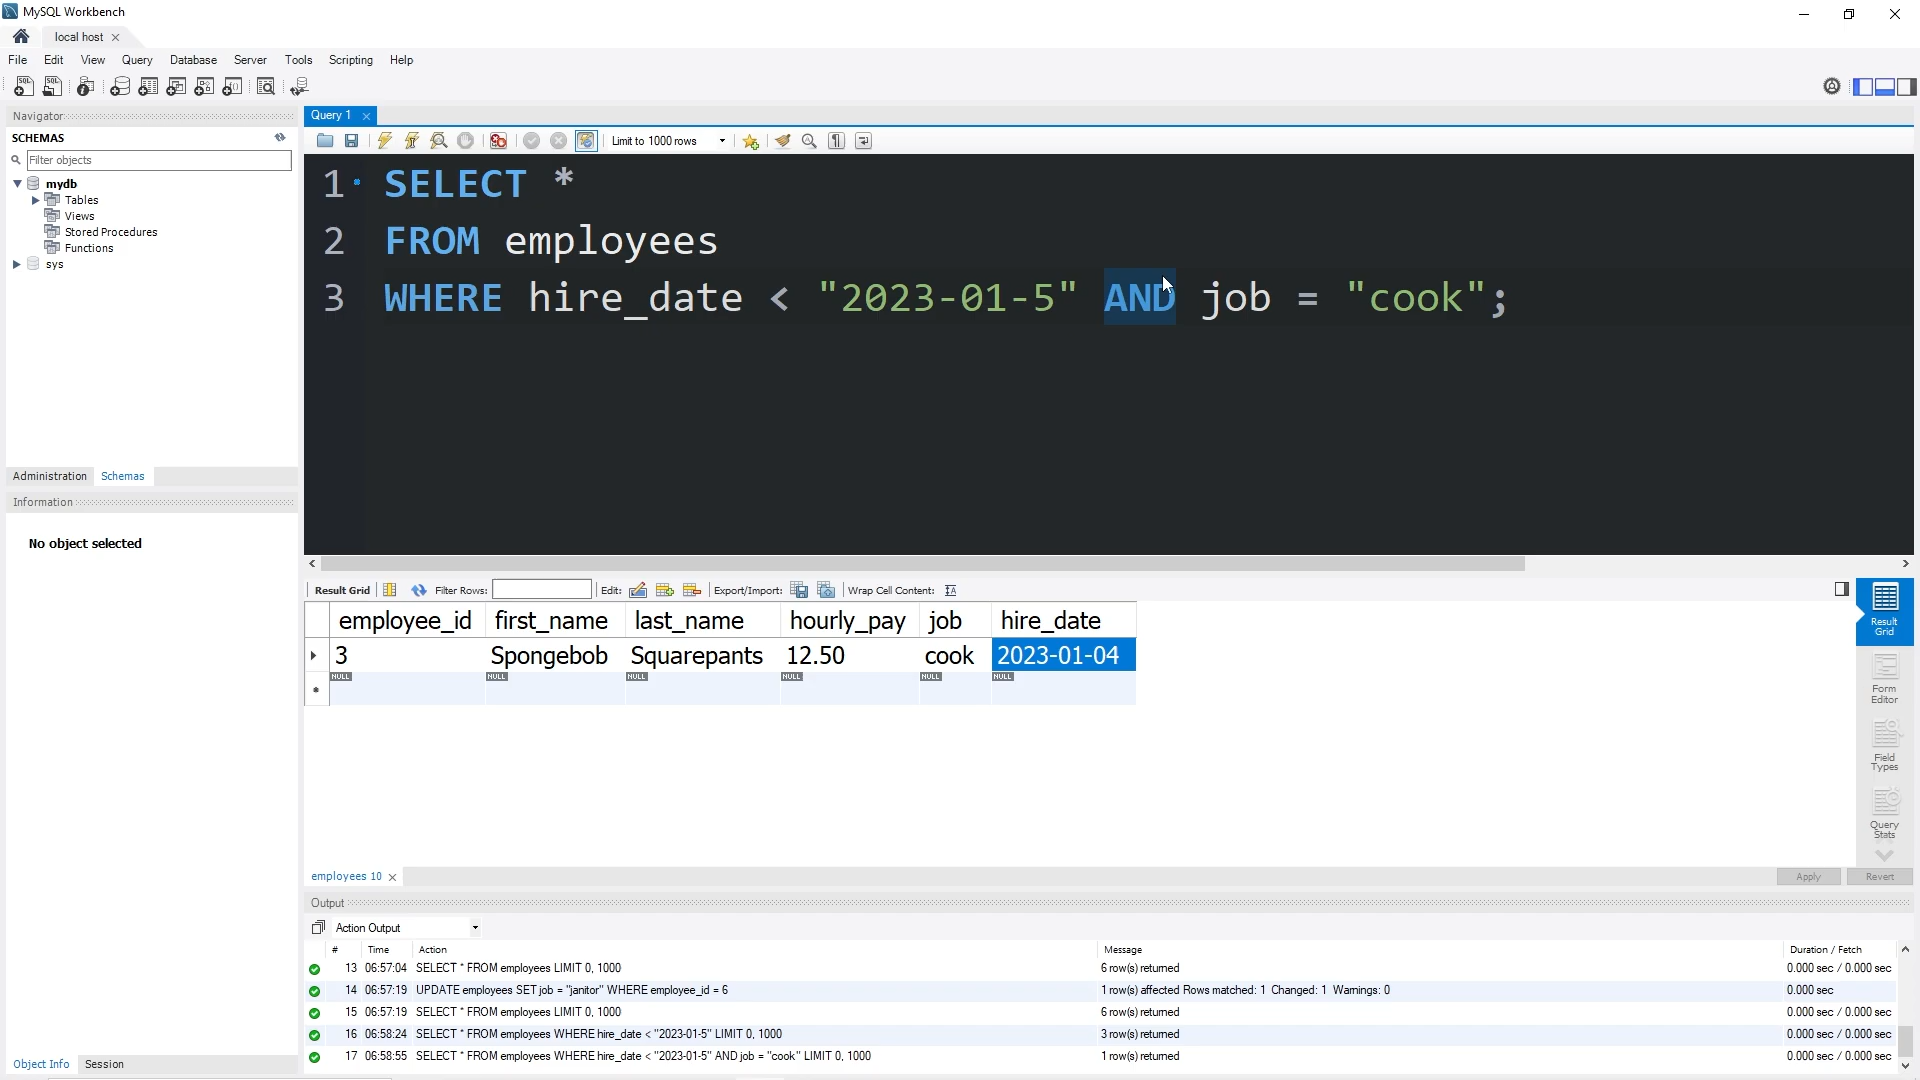 MySQL Workbench
local host
File Edit View Query Database Server Tools Scripting Help
Navigator
SCHEMAS
Filter objects
mydb
Tables
Views
Stored Procedures
Functions
sys
Administration Schemas
Information
No object selected
Object Info Session
Query 1
Limit to 1000 rows
1 SELECT *
2 FROM employees
3 WHERE hire_date < "2023-01-5" AND job = "cook";
Result Grid Filter Rows: Edit: Export/Import: Wrap Cell Content:
employee_id first_name last_name hourly_pay job hire_date
3 Spongebob Squarepants 12.50 cook 2023-01-04
NULL NULL NULL NULL NULL NULL
Result
Grid
Form
Editor
Field
Types
Query
Stats
employees 10 Apply Revert
Output
Action Output
# Time Action Message Duration / Fetch
13 06:57:04 SELECT * FROM employees LIMIT 0, 1000 6 row(s) returned 0.000 sec / 0.000 sec
14 06:57:19 UPDATE employees SET job = "janitor" WHERE employee_id = 6 1 row(s) affected Rows matched: 1 Changed: 1 Warnings: 0 0.000 sec
15 06:57:19 SELECT * FROM employees LIMIT 0, 1000 6 row(s) returned 0.000 sec / 0.000 sec
16 06:58:24 SELECT * FROM employees WHERE hire_date < "2023-01-5" LIMIT 0, 1000 3 row(s) returned 0.000 sec / 0.000 sec
17 06:58:55 SELECT * FROM employees WHERE hire_date < "2023-01-5" AND job = "cook" LIMIT 0, 1000 1 row(s) returned 0.000 sec / 0.000 sec